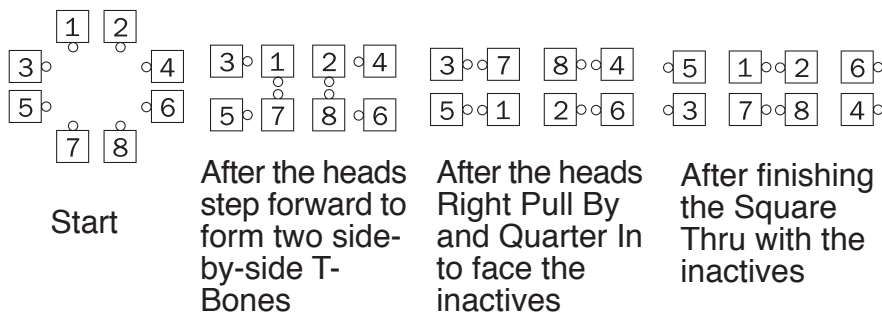 1 2
3 4
5 6
7 8
Start
3 1 2 4
5 7 8 6
After the heads
step forward to
form two side-
by-side T-
Bones
3 7 8 4
5 1 2 6
After the heads
Right Pull By
and Quarter In
to face the
inactives
5 1 2 6
3 7 8 4
After finishing
the Square
Thru with the
inactives